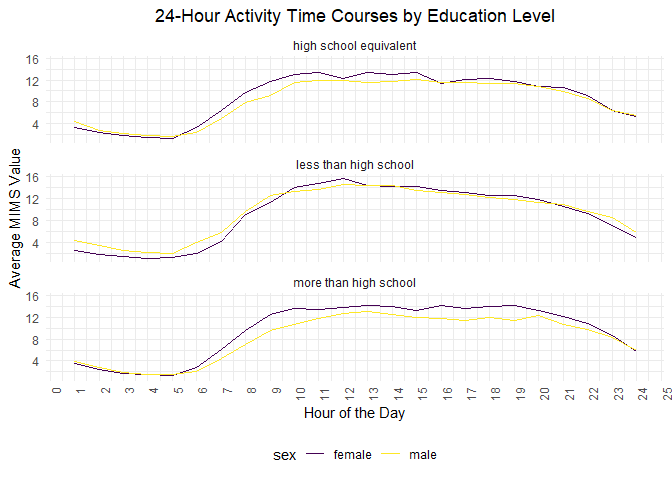 24-Hour Activity Time Courses by Education Level
high school equivalent
16
12
8
4
less than high school
16
12
8
4
more than high school
16
12
8
4
Average MIMS Value
0 1 2 3 4 5 6 7 8 9 10 11 12 13 14 15 16 17 18 19 20 21 22 23 24 25
Hour of the Day
sex female male